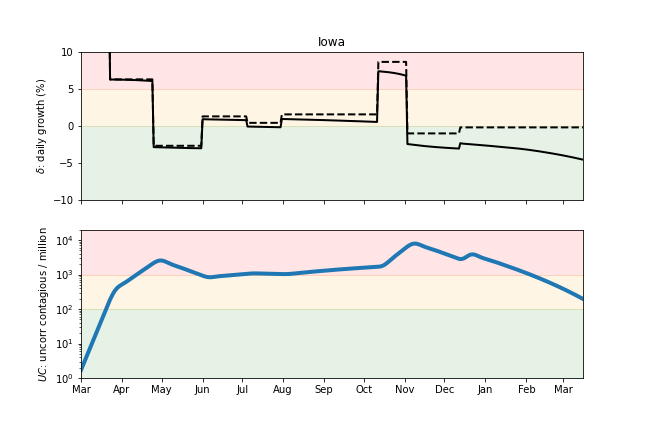 Iowa
δ: daily growth (%)
10
5
0
−5
−10
UC: uncorr contagious / million
10⁴
10³
10²
10¹
10⁰
Mar Apr May Jun Jul Aug Sep Oct Nov Dec Jan Feb Mar